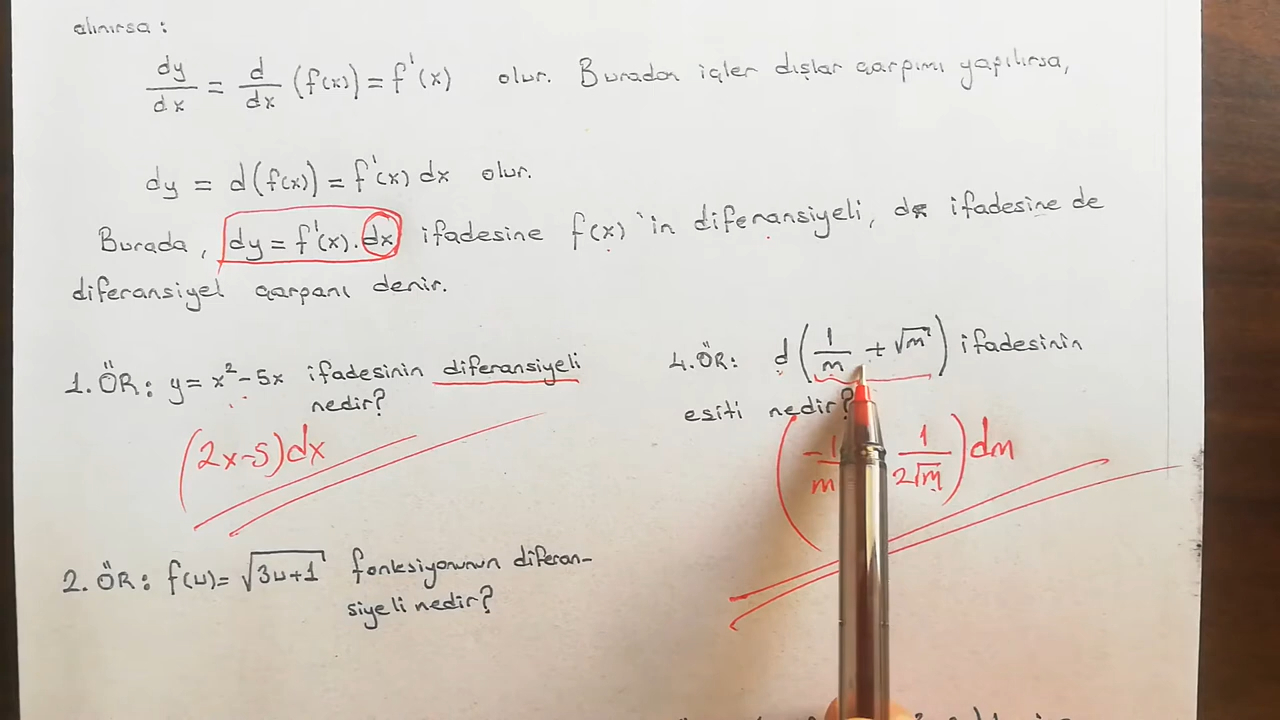 alınırsa :
dy/dx = d/dx (f(x)) = f'(x) olur. Buradan içler dışlar çarpımı yapılırsa,
dy = d(f(x)) = f'(x) dx olur.
Burada, dy = f'(x).dx ifadesine f(x)'in diferansiyeli, dx ifadesine de
diferansiyel çarpanı denir.
1. ÖR: y = x² - 5x ifadesinin diferansiyeli
nedir?
(2x-5)dx
2. ÖR: f(u) = √(3u+1) fonksiyonunun diferan-
siyeli nedir?
4. ÖR: d(1/m + √m) ifadesinin
eşiti nedir?
(-1/m 1/(2√m)) dm